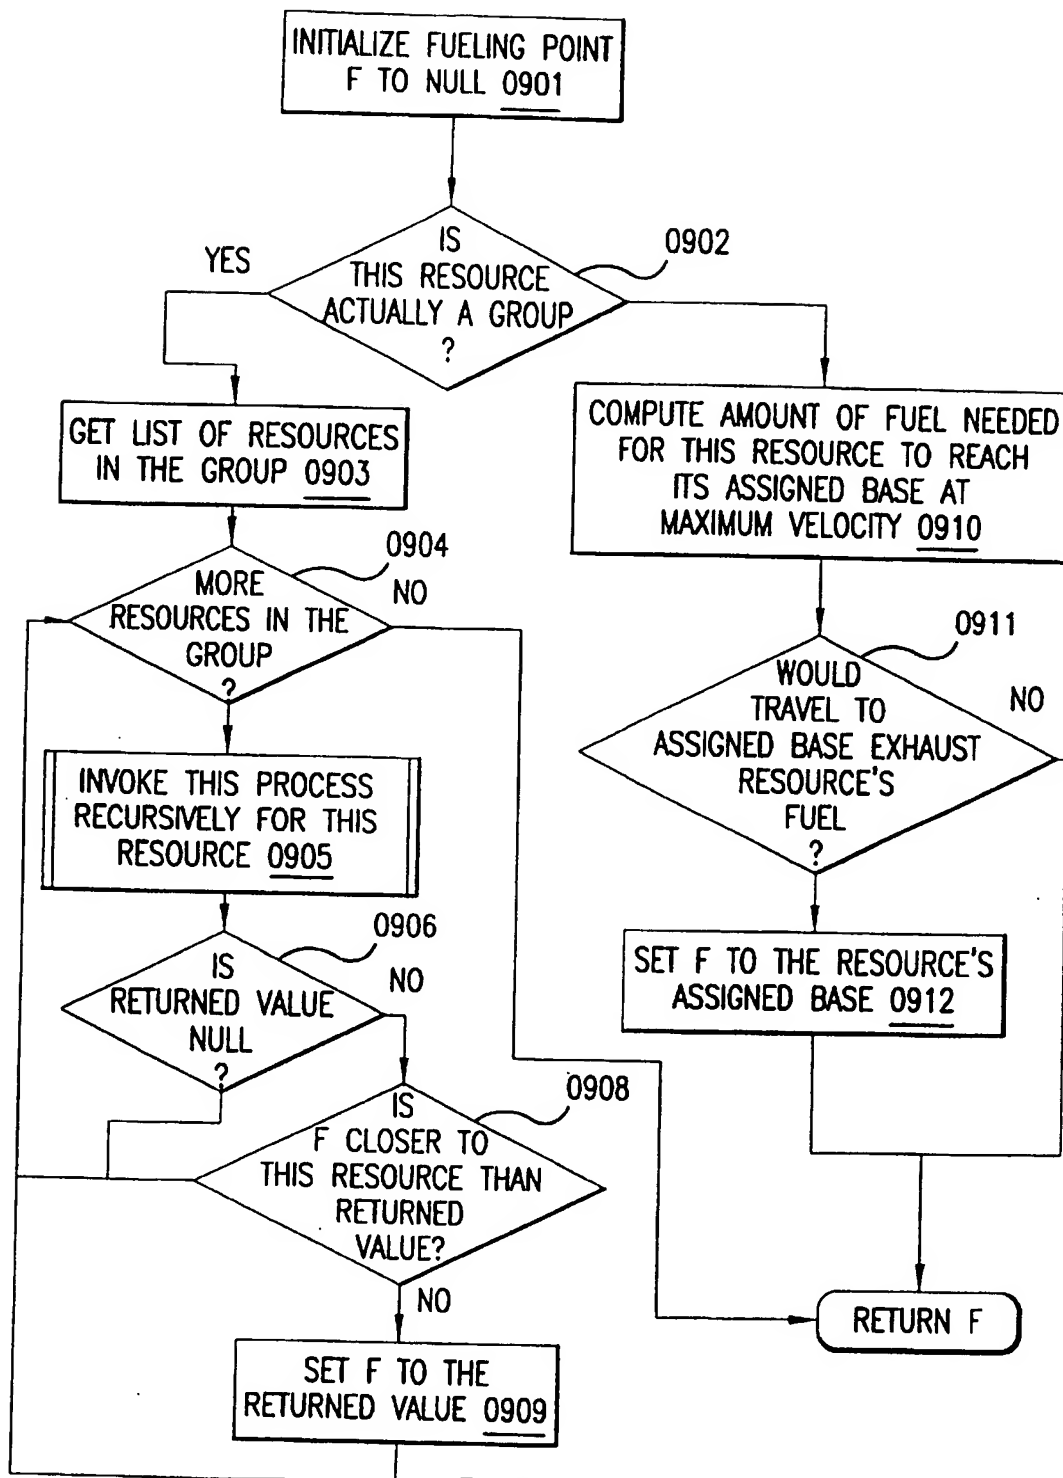 INITIALIZE FUELING POINT
F TO NULL 0901
IS
THIS RESOURCE
ACTUALLY A GROUP
?
0902
YES
GET LIST OF RESOURCES
IN THE GROUP 0903
COMPUTE AMOUNT OF FUEL NEEDED
FOR THIS RESOURCE TO REACH
ITS ASSIGNED BASE AT
MAXIMUM VELOCITY 0910
MORE
RESOURCES IN THE
GROUP
?
0904
NO
WOULD
TRAVEL TO
ASSIGNED BASE EXHAUST
RESOURCE'S
FUEL
?
0911
NO
INVOKE THIS PROCESS
RECURSIVELY FOR THIS
RESOURCE 0905
IS
RETURNED VALUE
NULL
?
0906
NO
SET F TO THE RESOURCE'S
ASSIGNED BASE 0912
IS
F CLOSER TO
THIS RESOURCE THAN
RETURNED
VALUE?
0908
NO
SET F TO THE
RETURNED VALUE 0909
RETURN F